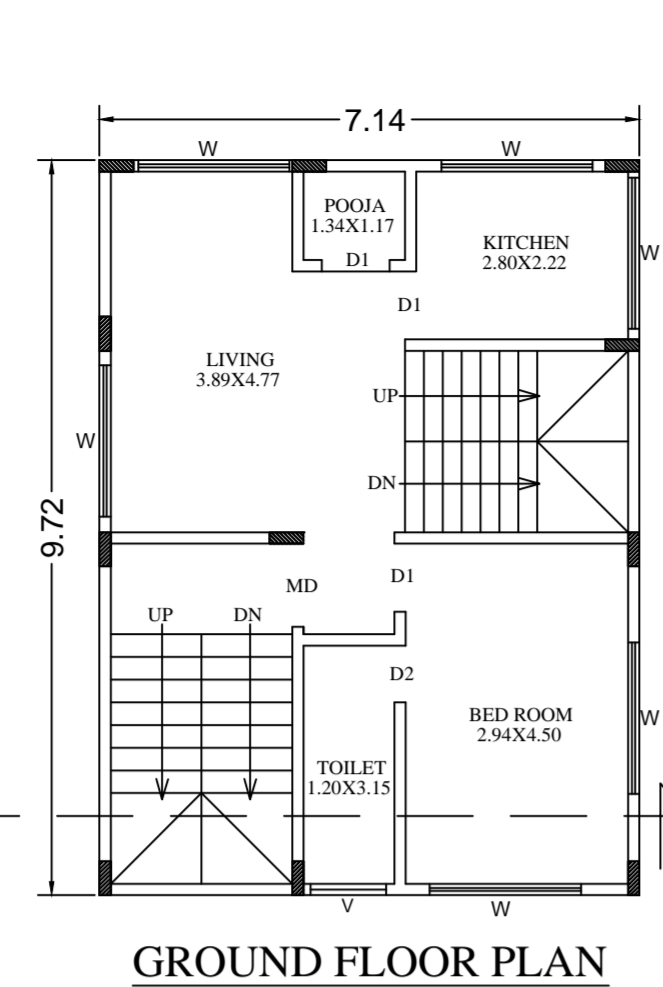 7.14
W
W
POOJA
1.34X1.17
D1
KITCHEN
2.80X2.22
W
D1
LIVING
3.89X4.77
UP
W
DN
9.72
MD
D1
UP
DN
D2
BED ROOM
2.94X4.50
W
TOILET
1.20X3.15
V
W
GROUND FLOOR PLAN